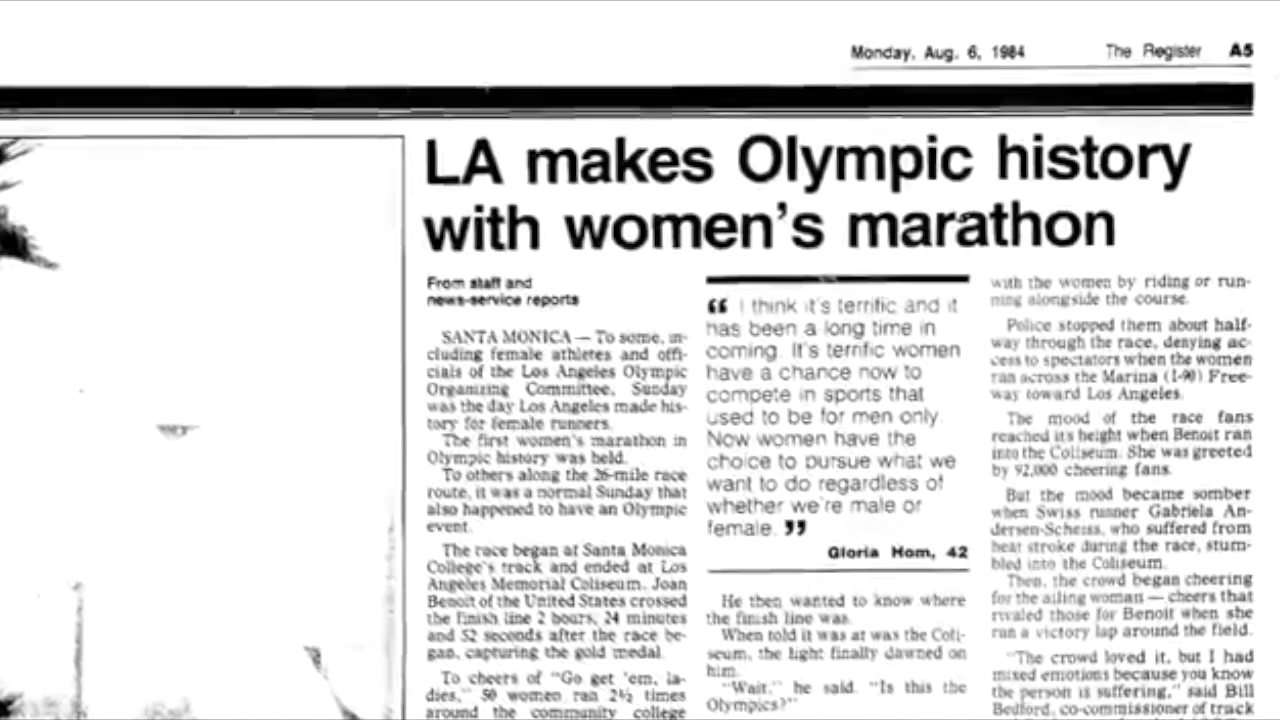 Monday, Aug. 6, 1984 The Register A5
LA makes Olympic history
with women's marathon
From staff and
news-service reports
SANTA MONICA — To some, in-
cluding female athletes and offi-
cials of the Los Angeles Olympic
Organizing Committee, Sunday
was the day Los Angeles made his-
tory for female runners.
The first women's marathon in
Olympic history was held.
To others along the 26-mile race
route, it was a normal Sunday that
also happened to have an Olympic
event.
The race began at Santa Monica
College's track and ended at Los
Angeles Memorial Coliseum. Joan
Benoit of the United States crossed
the finish line 2 hours, 24 minutes
and 52 seconds after the race be-
gan, capturing the gold medal.
To cheers of "Go get 'em, la-
dies," 50 women ran 2½ times
around the community college
“ I think it's terrific and it
has been a long time in
coming. It's terrific women
have a chance now to
compete in sports that
used to be for men only.
Now women have the
choice to pursue what we
want to do regardless of
whether we're male or
female. ”
Gloria Hom, 42
He then wanted to know where
the finish line was.
When told it was at was the Coli-
seum, the light finally dawned on
him.
"Wait," he said. "Is this the
Olympics?"
with the women by riding or run-
ning alongside the course.
Police stopped them about half-
way through the race, denying ac-
cess to spectators when the women
ran across the Marina (I-90) Free-
way toward Los Angeles.
The mood of the race fans
reached its height when Benoit ran
into the Coliseum. She was greeted
by 92,000 cheering fans.
But the mood became somber
when Swiss runner Gabriela An-
dersen-Scheiss, who suffered from
heat stroke during the race, stum-
bled into the Coliseum.
Then, the crowd began cheering
for the ailing woman — cheers that
rivaled those for Benoit when she
ran a victory lap around the field.
"The crowd loved it, but I had
mixed emotions because you know
the person is suffering," said Bill
Bedford, co-commissioner of track